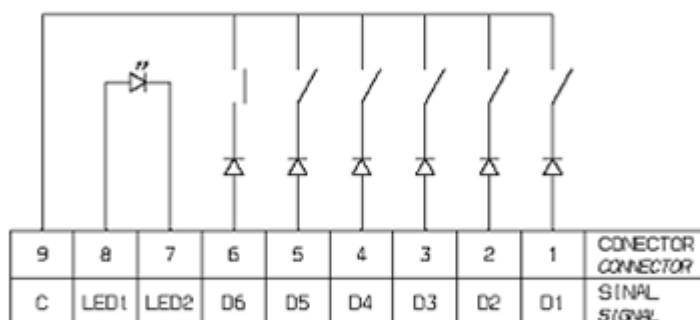 9 8 7 6 5 4 3 2 1 CONECTOR
CONNECTOR
C LED1 LED2 D6 D5 D4 D3 D2 D1 SINAL
SIGNAL